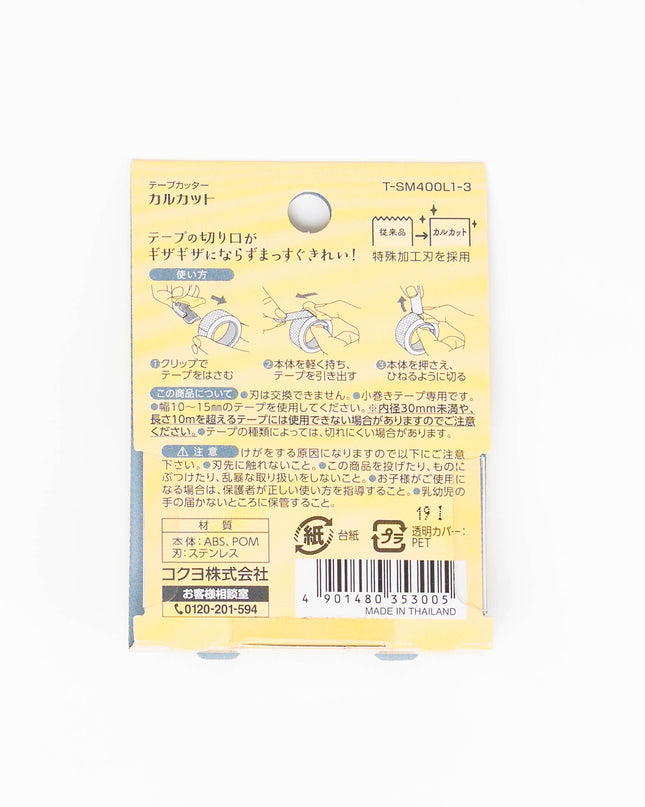 テープカッター
カルカット
T-SM400L1-3
テープの切り口が
ギザギザにならずまっすぐきれい!
従来品 → カルカット
特殊加工刃を採用
使い方
①クリップで
テープをはさむ
②本体を軽く持ち、
テープを引き出す
③本体を押さえ、
ひねるように切る
この商品について ●刃は交換できません。●小巻きテープ専用です。
●幅10〜15mmのテープを使用してください。※内径30mm未満や、
長さ10mを超えるテープには使用できない場合がありますのでご注意
ください。●テープの種類によっては、切れにくい場合があります。
⚠注意 けがをする原因になりますので以下にご注意
下さい。●刃先に触れないこと。●この商品を投げたり、ものに
ぶつけたり、乱暴な取り扱いをしないこと。●お子様がご使用に
なる場合は、保護者が正しい使い方を指導すること。●乳幼児の
手の届かないところに保管すること。
19 1
材質
本体:ABS、POM
刃:ステンレス
紙 台紙
プラ 透明カバー:
PET
コクヨ株式会社
お客様相談室
0120-201-594
4 901480 353005
MADE IN THAILAND